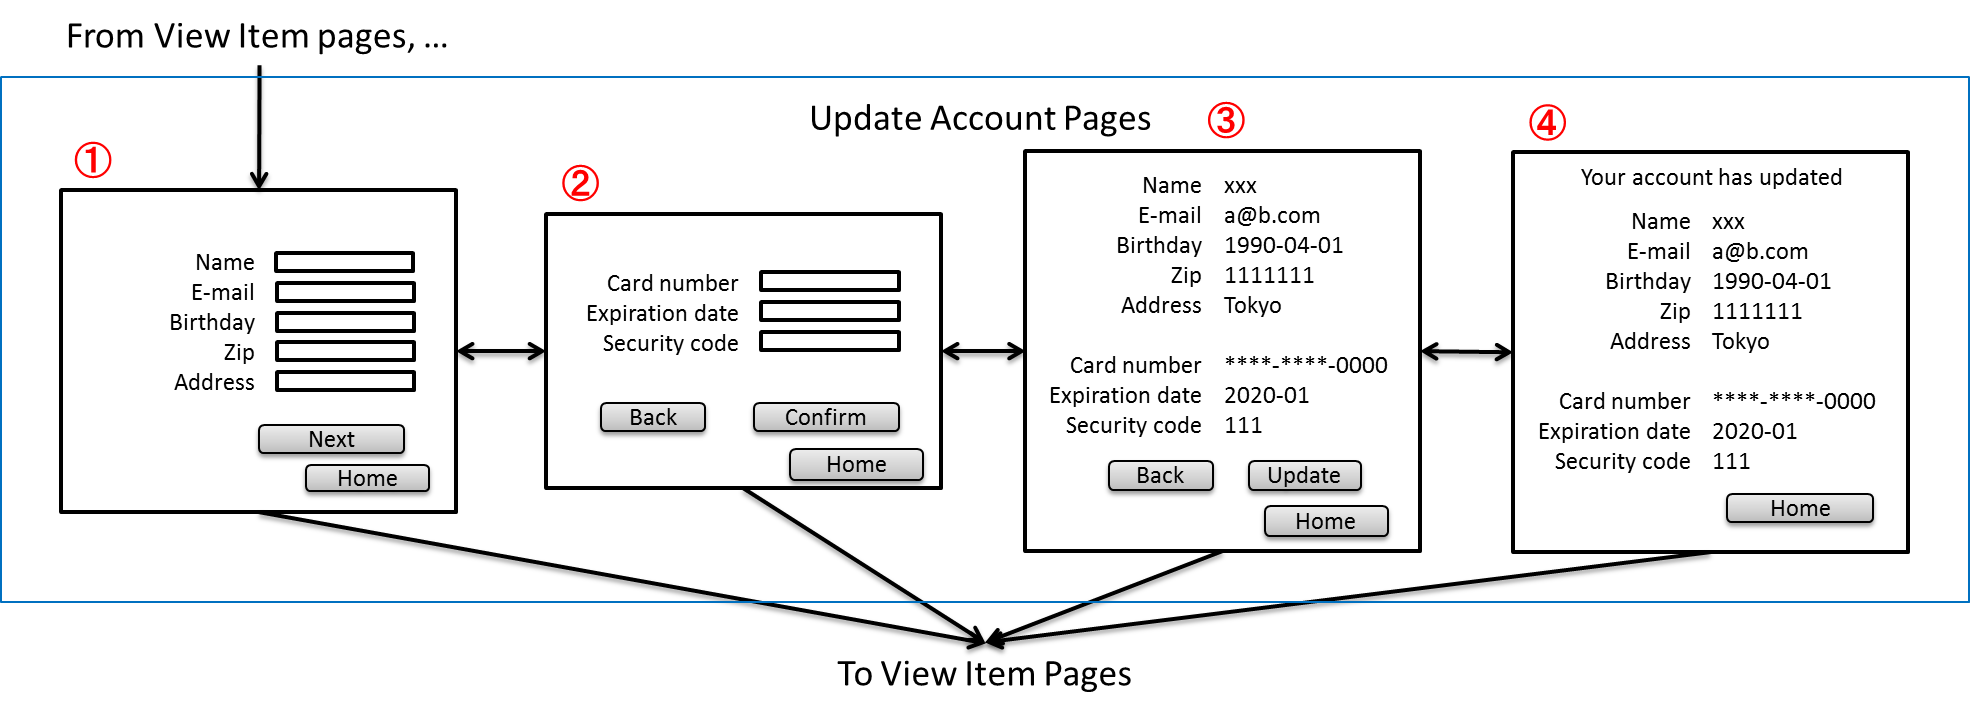 From View Item pages, ...
Update Account Pages
①
Name
E-mail
Birthday
Zip
Address
Next
Home
②
Card number
Expiration date
Security code
Back Confirm
Home
③
Name xxx
E-mail a@b.com
Birthday 1990-04-01
Zip 1111111
Address Tokyo
Card number ****-****-0000
Expiration date 2020-01
Security code 111
Back Update
Home
④
Your account has updated
Name xxx
E-mail a@b.com
Birthday 1990-04-01
Zip 1111111
Address Tokyo
Card number ****-****-0000
Expiration date 2020-01
Security code 111
Home
To View Item Pages